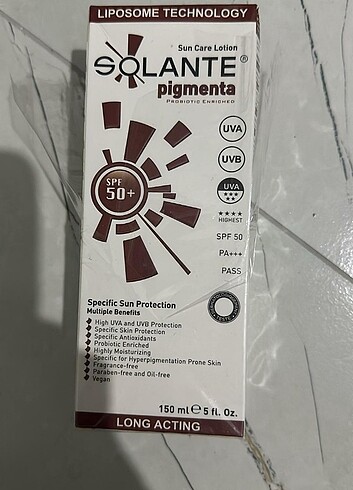 LIPOSOME TECHNOLOGY
Sun Care Lotion
SOLANTE®
pigmenta
PROBIOTIC ENRICHED
UVA
UVB
SPF
50+
UVA
HIGHEST
SPF 50
PA+++
PASS
Specific Sun Protection
Multiple Benefits
High UVA and UVB Protection
Specific Skin Protection
Specific Antioxidants
Probiotic Enriched
Highly Moisturizing
Specific for Hyperpigmentation Prone Skin
Fragrance-free
Paraben-free and Oil-free
Vegan
150 ml ℮ 5 fl. Oz.
LONG ACTING